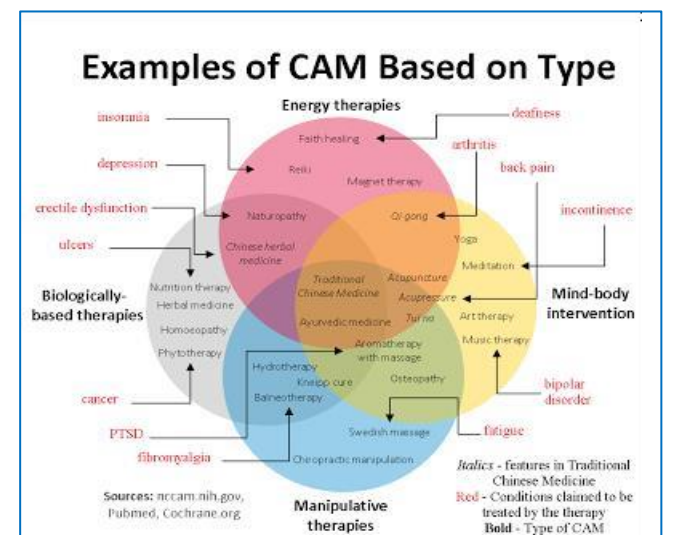 Examples of CAM Based on Type
Energy therapies
insomnia
deafness
Faith healing
arthritis
depression
Reiki
back pain
Magnet therapy
erectile dysfunction
Naturopathy
Qi-gong
incontinence
ulcers
Chinese herbal
medicine
Yoga
Meditation
Traditional
Chinese Medicine
Acupuncture
Nutrition therapy
Biologically-
based therapies
Herbal medicine
Acupressure
Mind-body
intervention
Ayurvedic medicine
Tui na
Art therapy
Homoeopathy
Music therapy
Phytotherapy
Aromatherapy
with massage
Hydrotherapy
Kneipp cure
Osteopathy
Balneotherapy
cancer
bipolar
disorder
PTSD
Swedish massage
fatigue
fibromyalgia
Chiropractic manipulation
Italics - features in Traditional
Chinese Medicine
Red - Conditions claimed to be
treated by the therapy
Bold - Type of CAM
Sources: nccam.nih.gov,
Pubmed, Cochrane.org
Manipulative
therapies